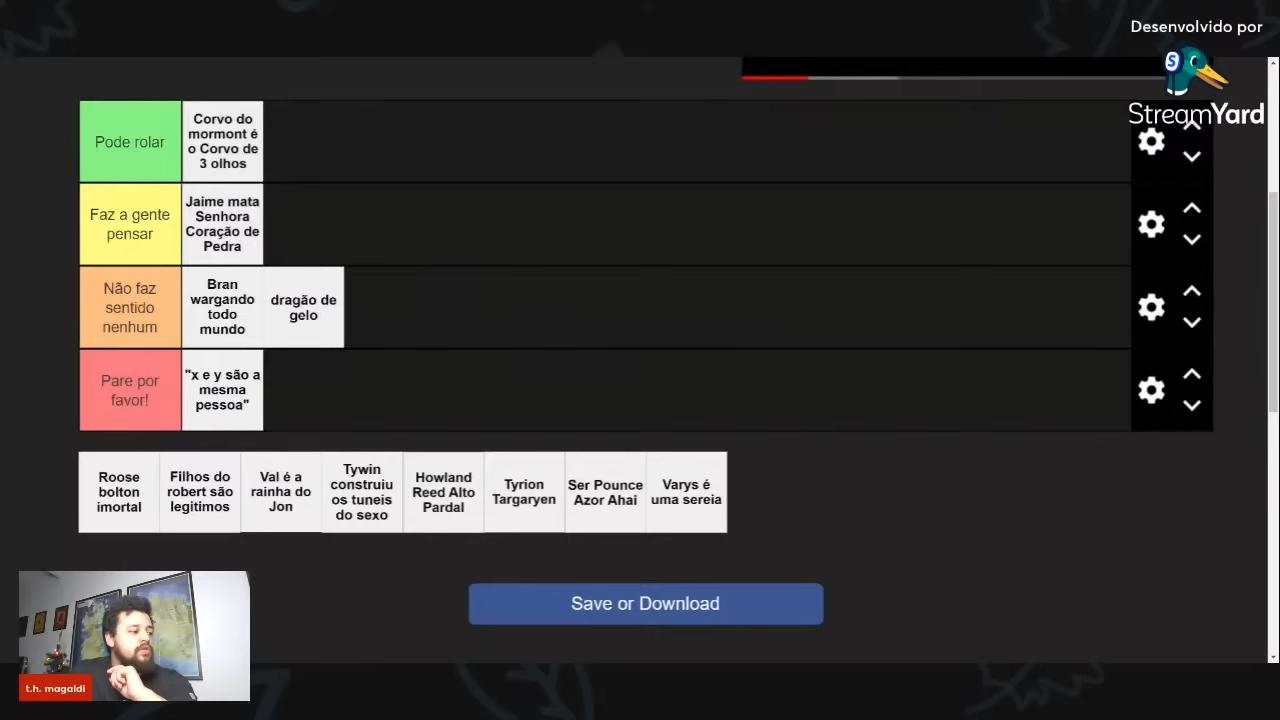 Desenvolvido por
StreamYard
Pode rolar
Corvo do
mormont é
o Corvo de
3 olhos
Faz a gente
pensar
Jaime mata
Senhora
Coração de
Pedra
Não faz
sentido
nenhum
Bran
wargando
todo
mundo
dragão de
gelo
Pare por
favor!
"x e y são a
mesma
pessoa"
Roose
bolton
imortal
Filhos do
robert são
legitimos
Val é a
rainha do
Jon
Tywin
construiu
os tuneis
do sexo
Howland
Reed Alto
Pardal
Tyrion
Targaryen
Ser Pounce
Azor Ahai
Varys é
uma sereia
Save or Download
t.h. magaldi